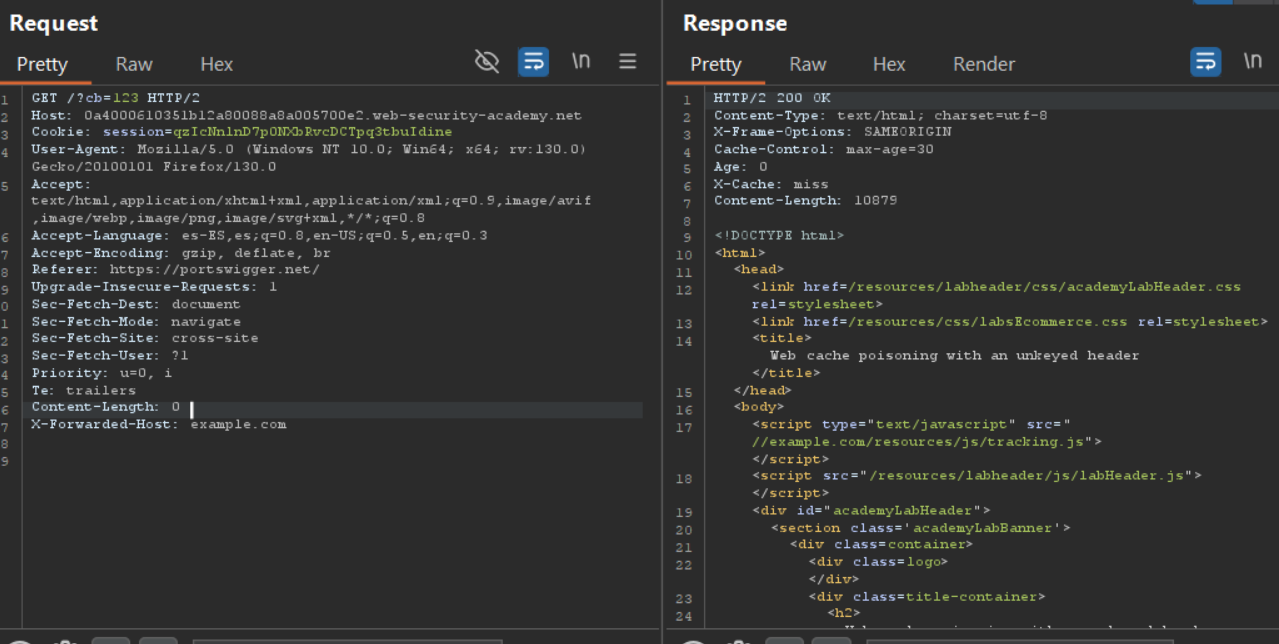 Request
Pretty Raw Hex \n
1 GET /?cb=123 HTTP/2
2 Host: 0a4000610351b12a80088a8a005700e2.web-security-academy.net
3 Cookie: session=qzIcNnlnD7p0NXbRvcDCTpq3tbuIdine
4 User-Agent: Mozilla/5.0 (Windows NT 10.0; Win64; x64; rv:130.0)
Gecko/20100101 Firefox/130.0
5 Accept:
text/html,application/xhtml+xml,application/xml;q=0.9,image/avif
,image/webp,image/png,image/svg+xml,*/*;q=0.8
6 Accept-Language: es-ES,es;q=0.8,en-US;q=0.5,en;q=0.3
7 Accept-Encoding: gzip, deflate, br
8 Referer: https://portswigger.net/
9 Upgrade-Insecure-Requests: 1
0 Sec-Fetch-Dest: document
1 Sec-Fetch-Mode: navigate
2 Sec-Fetch-Site: cross-site
3 Sec-Fetch-User: ?1
4 Priority: u=0, i
5 Te: trailers
6 Content-Length: 0
7 X-Forwarded-Host: example.com
8
9
Response
Pretty Raw Hex Render \n
1 HTTP/2 200 OK
2 Content-Type: text/html; charset=utf-8
3 X-Frame-Options: SAMEORIGIN
4 Cache-Control: max-age=30
5 Age: 0
6 X-Cache: miss
7 Content-Length: 10879
8
9 <!DOCTYPE html>
10 <html>
11 <head>
12 <link href=/resources/labheader/css/academyLabHeader.css
rel=stylesheet>
13 <link href=/resources/css/labsEcommerce.css rel=stylesheet>
14 <title>
Web cache poisoning with an unkeyed header
</title>
15 </head>
16 <body>
17 <script type="text/javascript" src="
//example.com/resources/js/tracking.js">
</script>
18 <script src="/resources/labheader/js/labHeader.js">
</script>
19 <div id="academyLabHeader">
20 <section class='academyLabBanner'>
21 <div class=container>
22 <div class=logo>
</div>
23 <div class=title-container>
24 <h2>